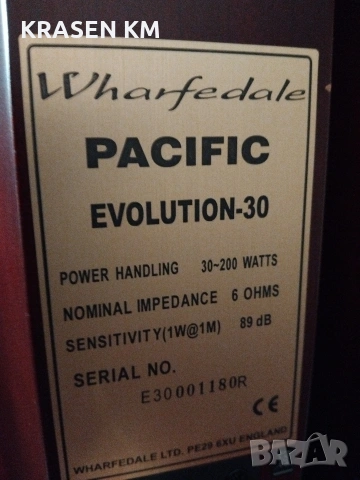 KRASEN KM
Wharfedale
PACIFIC
EVOLUTION-30
POWER HANDLING 30~200 WATTS
NOMINAL IMPEDANCE 6 OHMS
SENSITIVITY(1W@1M) 89 dB
SERIAL NO.
E30001180R
CE
WHARFEDALE LTD. PE29 6XU ENGLAND
BAZAR